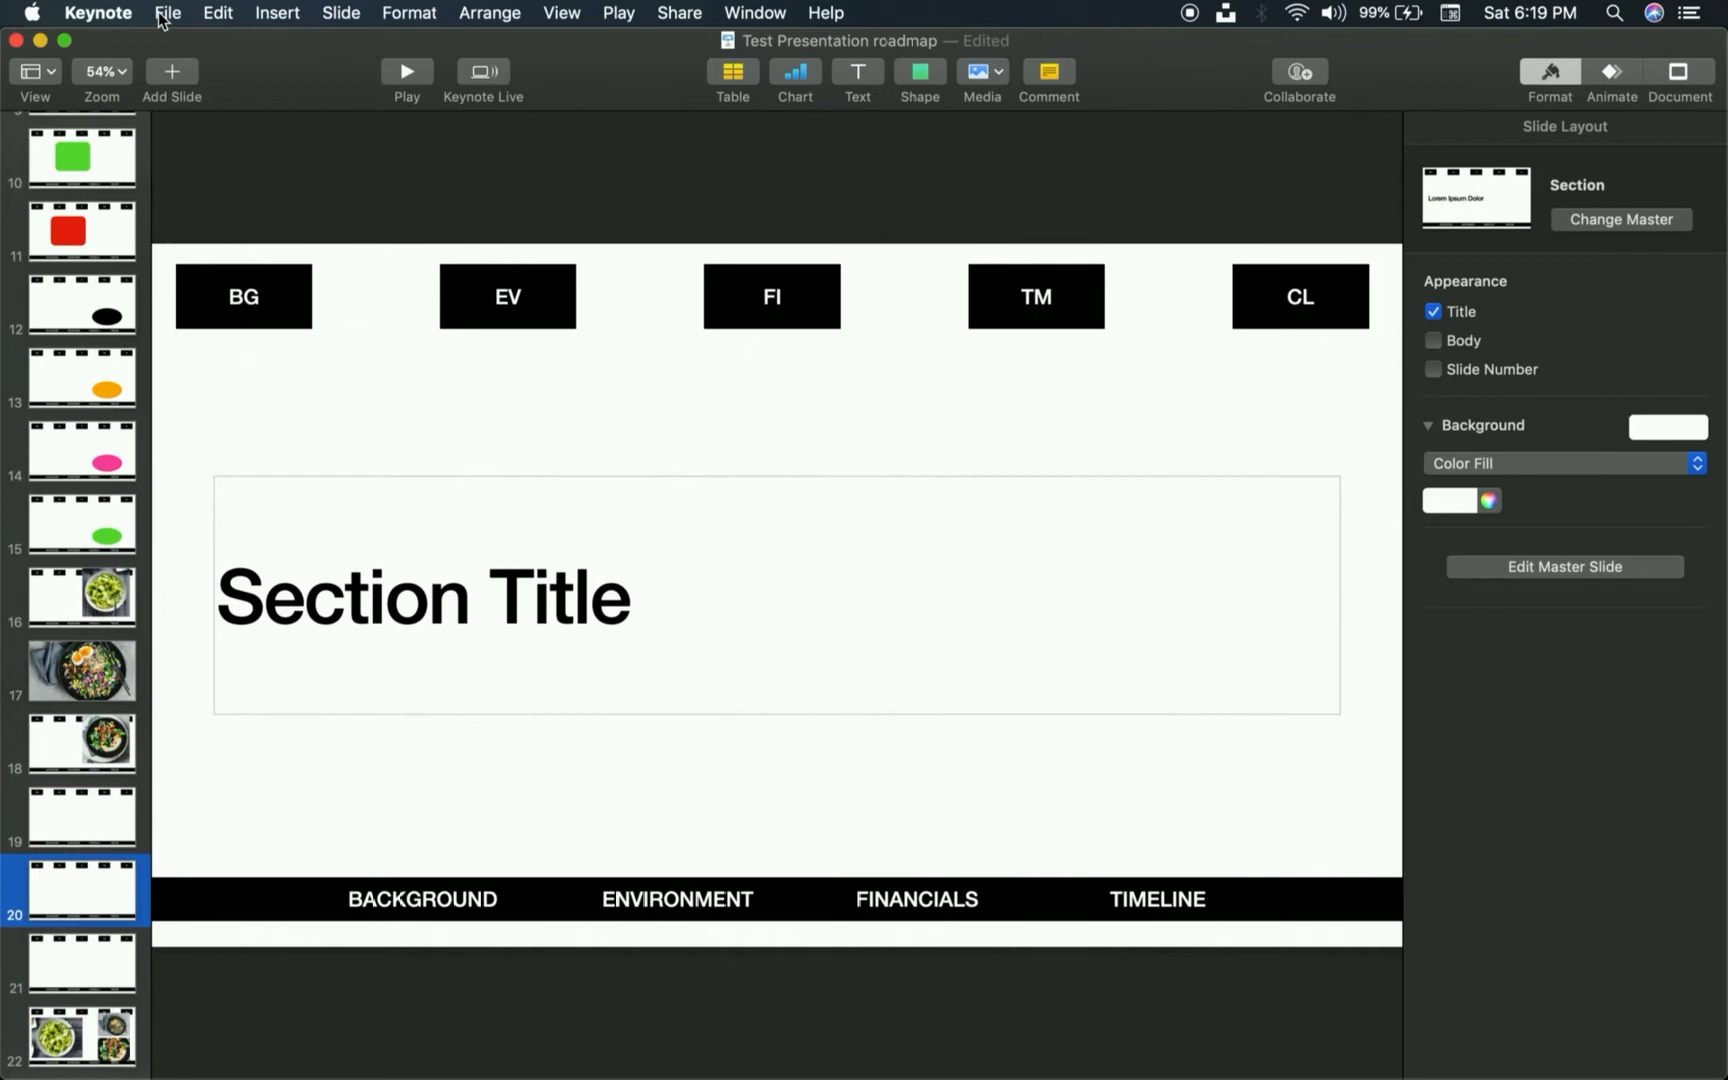 Keynote File Edit Insert Slide Format Arrange View Play Share Window Help 99% Sat 6:19 PM
Test Presentation roadmap — Edited
54%
View Zoom Add Slide Play Keynote Live Table Chart Text Shape Media Comment Collaborate Format Animate Document
Slide Layout
Lorem Ipsum Dolor
Section
Change Master
Appearance
Title
Body
Slide Number
Background
Color Fill
Edit Master Slide
10
11
12
13
14
15
16
17
18
19
20
21
22
BG EV FI TM CL
Section Title
BACKGROUND ENVIRONMENT FINANCIALS TIMELINE